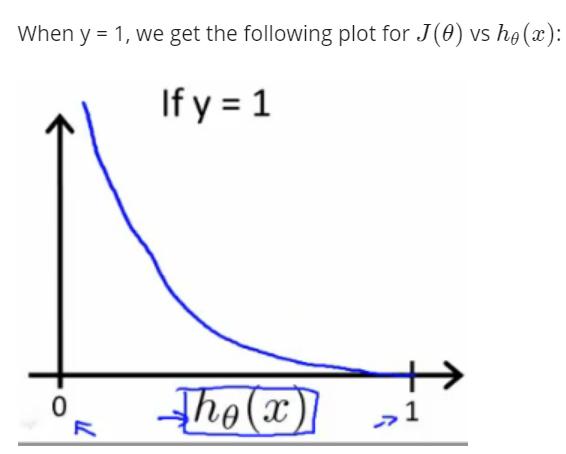 When y = 1, we get the following plot for J(θ) vs hθ(x):
If y = 1
0
hθ(x)
1